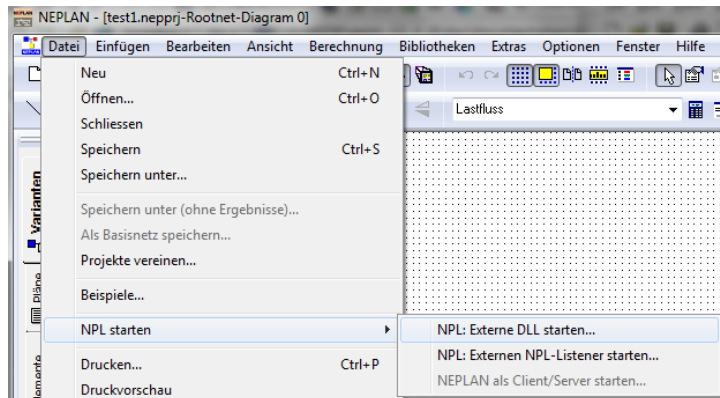 NEPLAN - [test1.nepprj-Rootnet-Diagram 0]
Datei Einfügen Bearbeiten Ansicht Berechnung Bibliotheken Extras Optionen Fenster Hilfe
Neu Ctrl+N
Öffnen... Ctrl+O
Lastfluss
Schliessen
Speichern Ctrl+S
Speichern unter...
Varianten
Speichern unter (ohne Ergebnisse)...
Als Basisnetz speichern...
Projekte vereinen...
Pläne
Beispiele...
NPL starten
NPL: Externe DLL starten...
NPL: Externen NPL-Listener starten...
NEPLAN als Client/Server starten...
Drucken... Ctrl+P
Druckvorschau